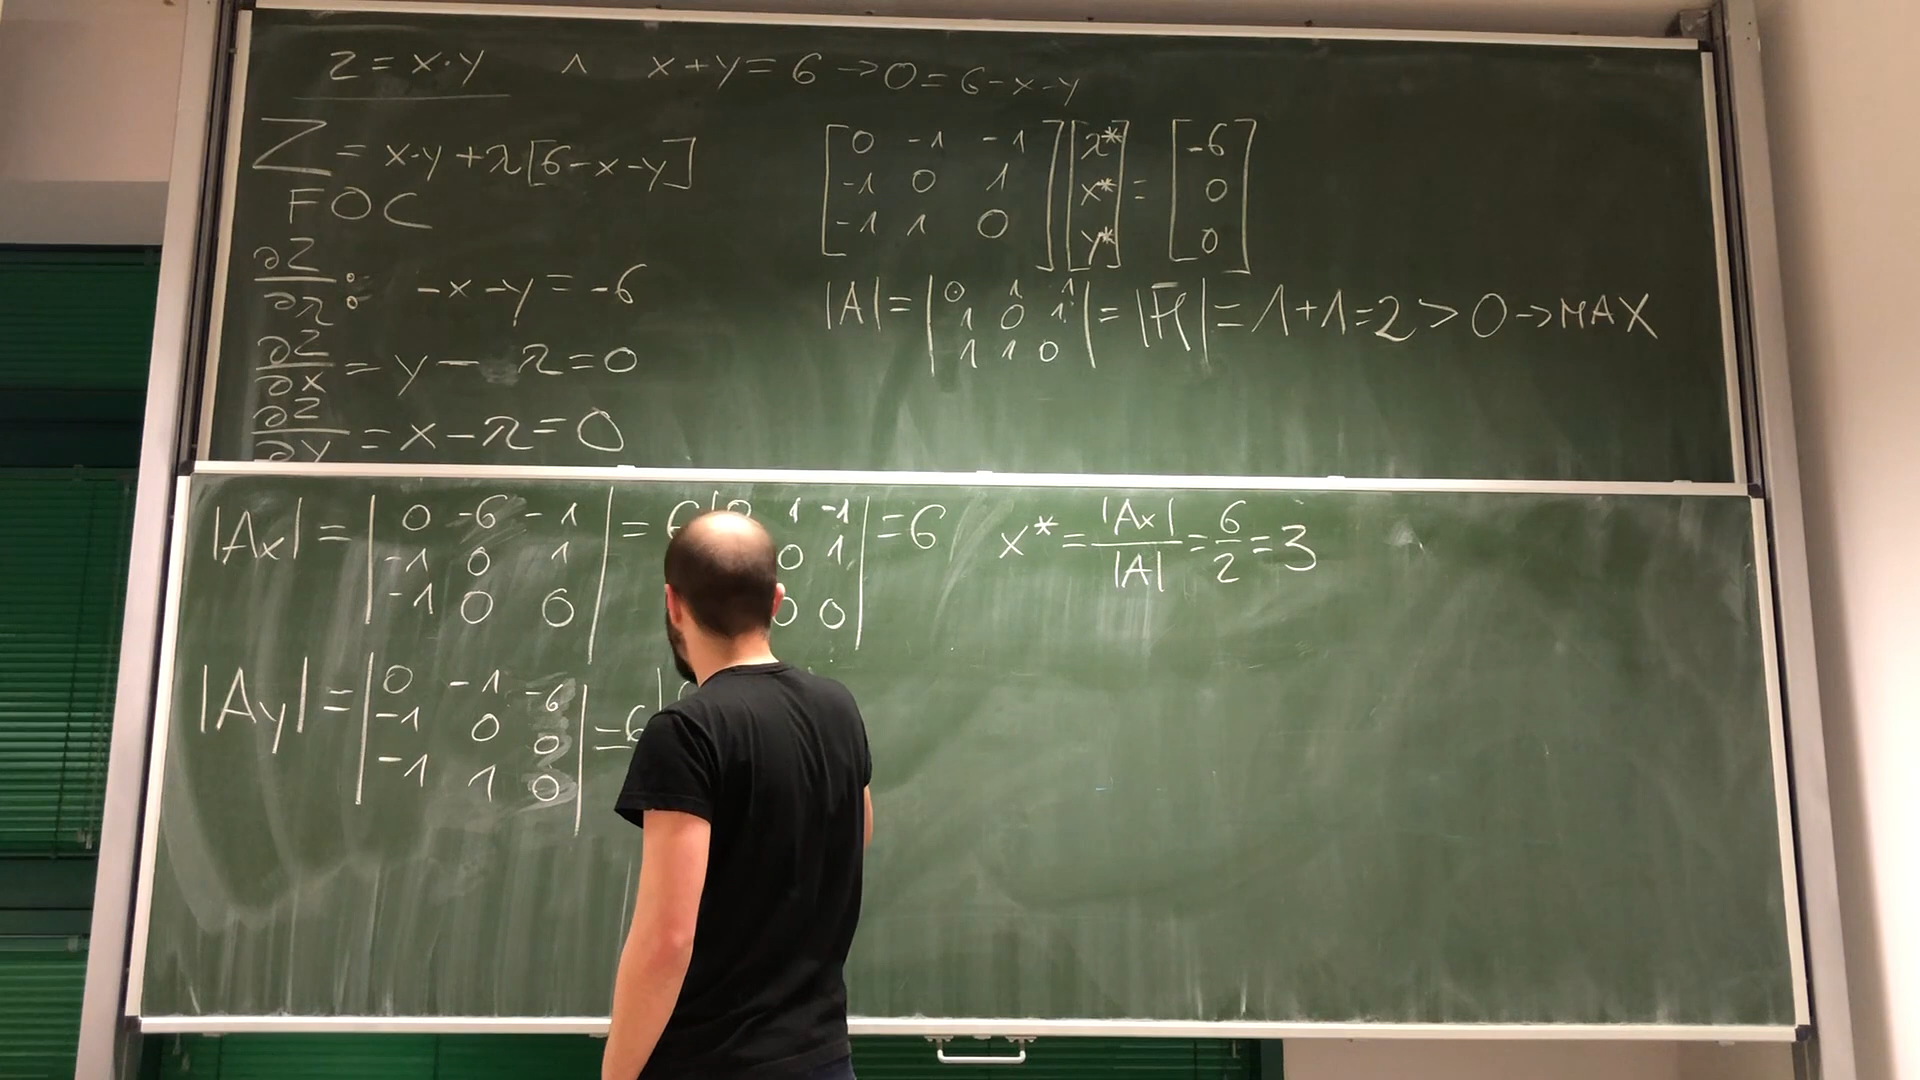 z = x·y ∧ x+y = 6 → 0 = 6-x-y
Z = x·y + λ[6-x-y]
FOC
∂Z/∂λ : -x-y = -6
∂Z/∂x = y - λ = 0
∂Z/∂y = x - λ = 0
[0 -1 -1] [λ*] [-6]
[-1 0 1] [x*] = [0]
[-1 1 0] [y*] [0]
|A| = |0 1 1| = |H̄| = 1+1=2 > 0 → MAX
|1 0 1|
|1 1 0|
|Ax| = |0 -6 -1| = 6 |0 1 -1| = 6 x* = |Ax|/|A| = 6/2 = 3
|-1 0 1| 0 1|
|-1 0 0| 0 0|
|Ay| = |0 -1 -6| = 6 |
|-1 0 0|
|-1 1 0|